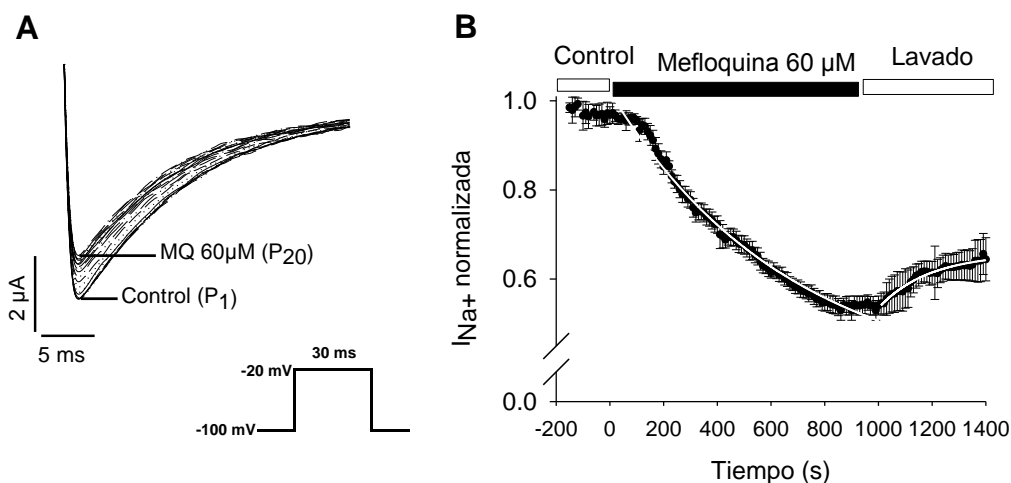 A
MQ 60µM (P20)
Control (P1)
2 µA
5 ms
30 ms
-20 mV
-100 mV
B
Control
Mefloquina 60 µM
Lavado
INa+ normalizada
1.0
0.8
0.6
0.0
-200 0 200 400 600 800 1000 1200 1400
Tiempo (s)